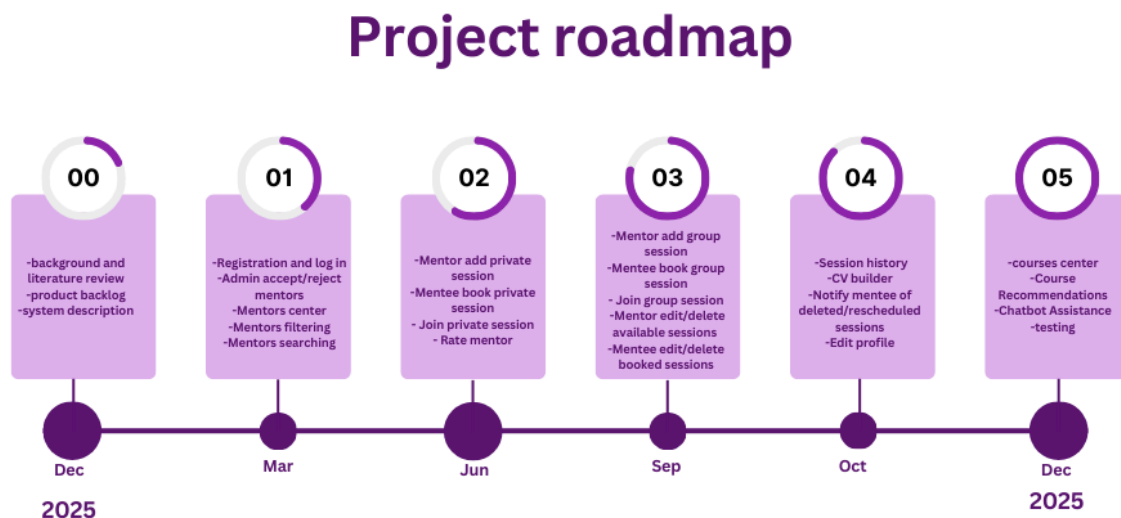 Project roadmap
00
-background and
literature review
-product backlog
-system description
01
-Registration and log in
-Admin accept/reject
mentors
-Mentors center
-Mentors filtering
-Mentors searching
02
-Mentor add private
session
-Mentee book private
session
- Join private session
- Rate mentor
03
-Mentor add group
session
-Mentee book group
session
- Join group session
-Mentor edit/delete
available sessions
-Mentee edit/delete
booked sessions
04
-Session history
-CV builder
-Notify mentee of
deleted/rescheduled
sessions
-Edit profile
05
-courses center
-Course
Recommendations
-Chatbot Assistance
-testing
Dec
Mar
Jun
Sep
Oct
Dec
2025
2025